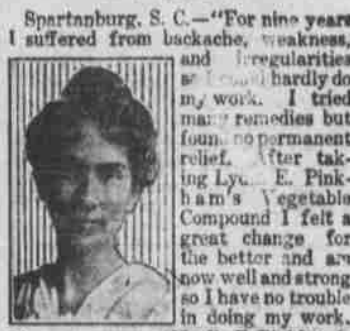 Spartanburg, S. C.—"For nine years
I suffered from backache, weakness,
and irregularities
so I could hardly do
my work. I tried
many remedies but
found no permanent
relief. After tak-
ing Lydia E. Pink-
ham's Vegetable
Compound I felt a
great change for
the better and am
now well and strong
so I have no trouble
in doing my work.